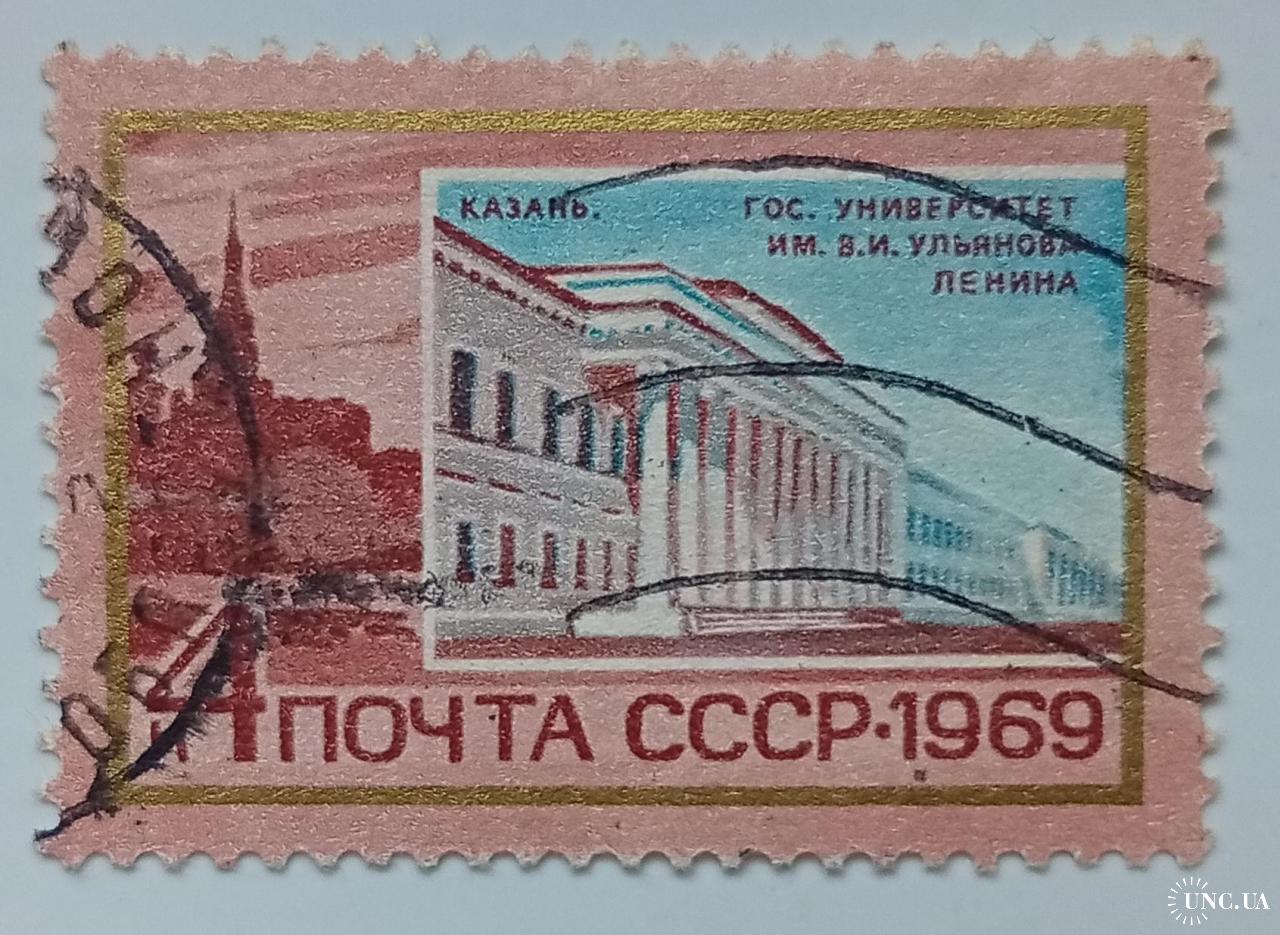 КАЗАНЬ. ГОС. УНИВЕРСИТЕТ
ИМ. В.И. УЛЬЯНОВА
ЛЕНИНА
4 ПОЧТА СССР·1969
UNC.UA